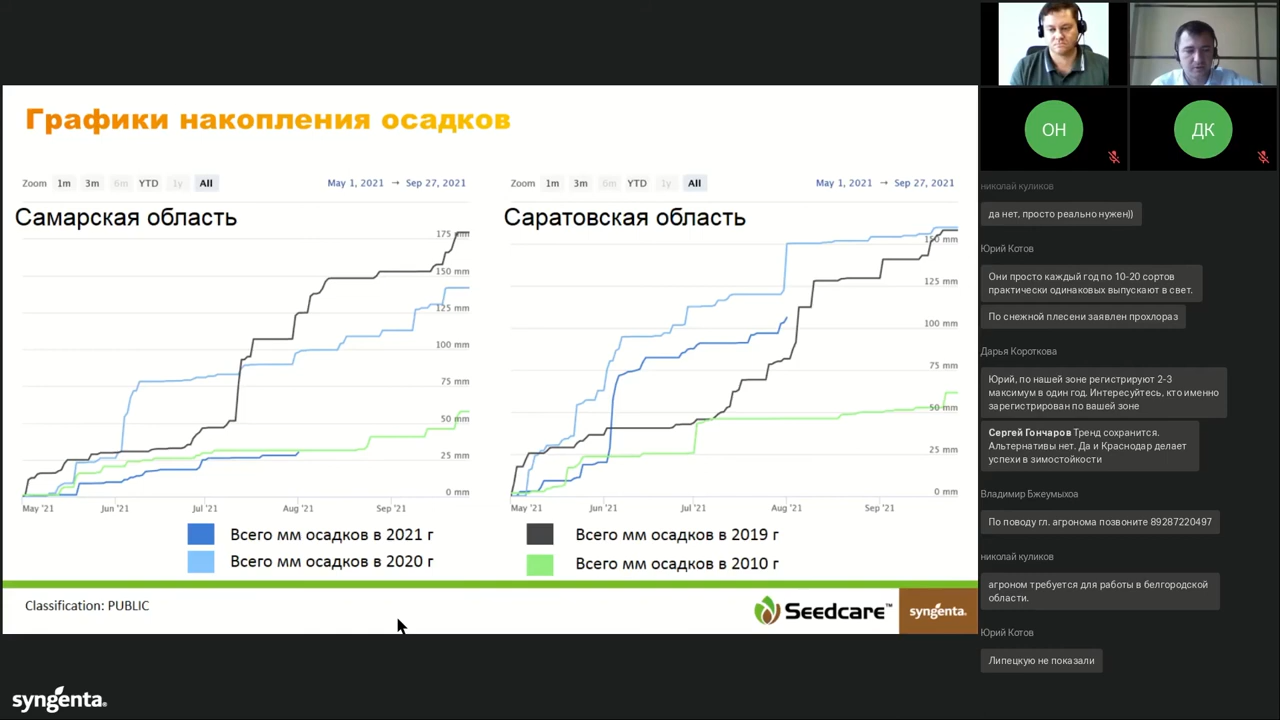 Графики накопления осадков
Zoom 1m 3m 6m YTD 1y All May 1, 2021 → Sep 27, 2021
Самарская область
175 mm
150 mm
125 mm
100 mm
75 mm
50 mm
25 mm
0 mm
May '21 Jun '21 Jul '21 Aug '21 Sep '21
Zoom 1m 3m 6m YTD 1y All May 1, 2021 → Sep 27, 2021
Саратовская область
150 mm
125 mm
100 mm
75 mm
50 mm
25 mm
0 mm
May '21 Jun '21 Jul '21 Aug '21 Sep '21
Всего мм осадков в 2021 г
Всего мм осадков в 2020 г
Всего мм осадков в 2019 г
Всего мм осадков в 2010 г
Classification: PUBLIC
Seedcare™
syngenta.
syngenta.
ОН
ДК
николай куликов
да нет, просто реально нужен))
Юрий Котов
Они просто каждый год по 10-20 сортов
практически одинаковых выпускают в свет.
По снежной плесени заявлен прохлораз
Дарья Короткова
Юрий, по нашей зоне регистрируют 2-3
максимум в один год. Интересуйтесь, кто именно
зарегистрирован по вашей зоне
Сергей Гончаров Тренд сохранится.
Альтернативы нет. Да и Краснодар делает
успехи в зимостойкости
Владимир Бжеумыхоа
По поводу гл. агронома позвоните 89287220497
николай куликов
агроном требуется для работы в белгородской
области.
Юрий Котов
Липецкую не показали